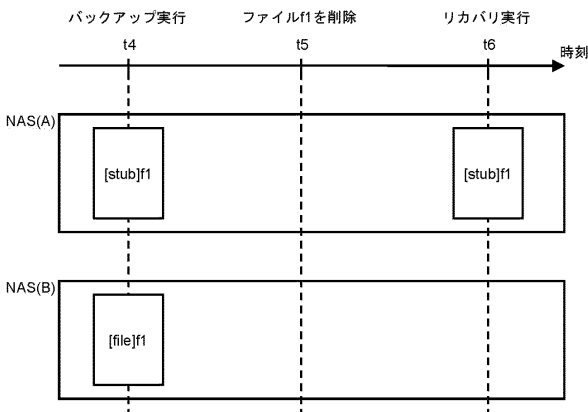 バックアップ実行 ファイルf1を削除 リカバリ実行
t4 t5 t6
時刻
NAS(A)
[stub]f1 [stub]f1
NAS(B)
[file]f1